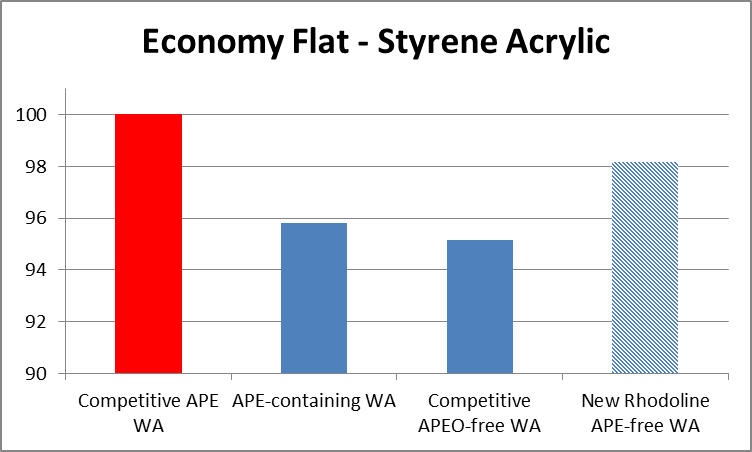 Economy Flat - Styrene Acrylic
100
98
96
94
92
90
Competitive APE
WA
APE-containing WA
Competitive
APEO-free WA
New Rhodoline
APE-free WA